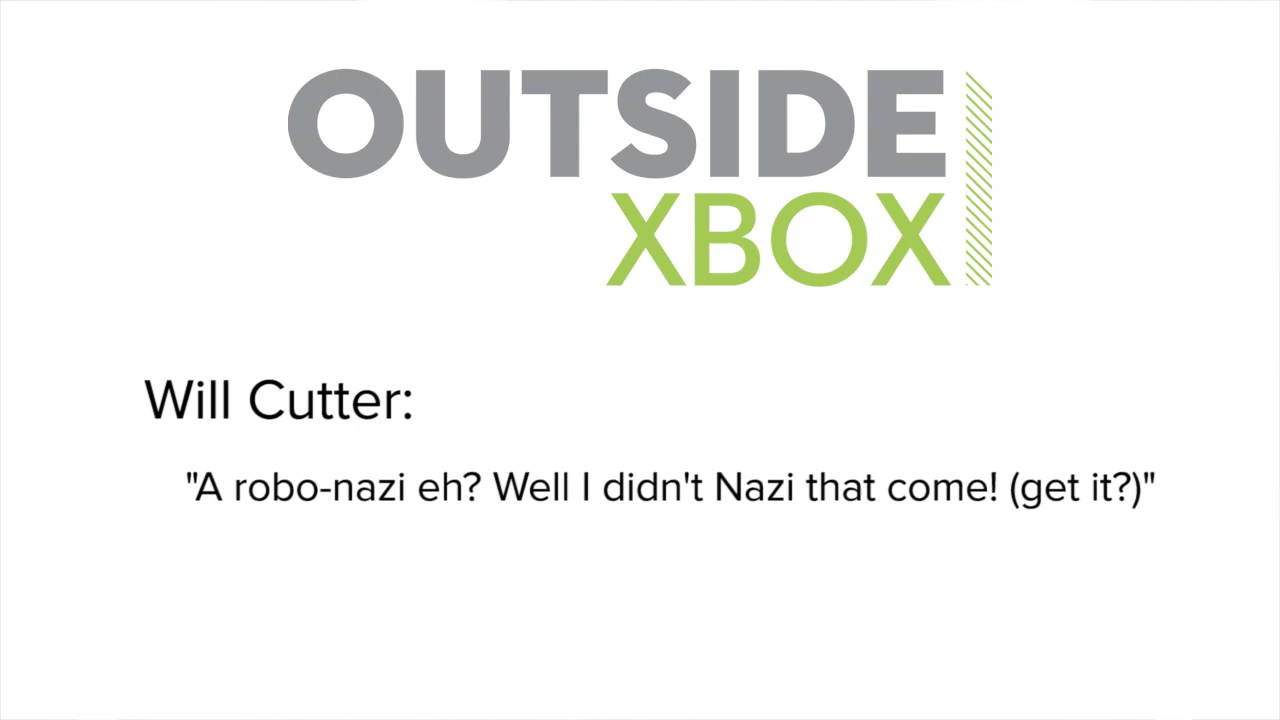 OUTSIDE
XBOX
Will Cutter:
"A robo-nazi eh? Well I didn't Nazi that come! (get it?)"